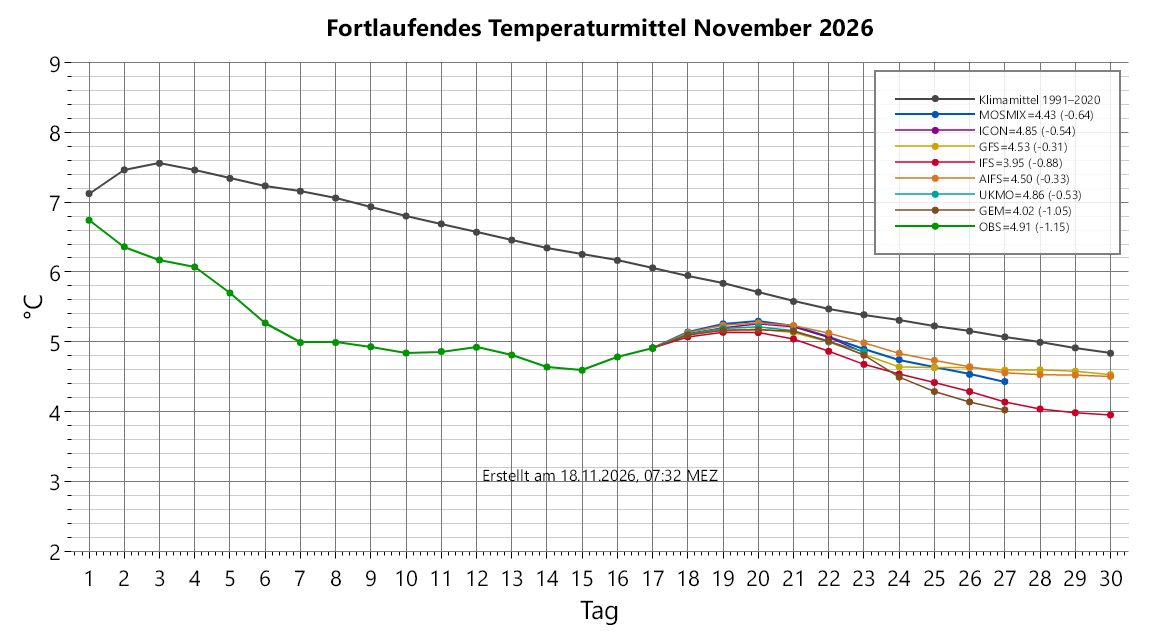 Fortlaufendes Temperaturmittel November 2026
9
8
7
6
5
4
3
2
°C
Klimamittel 1991–2020
MOSMIX=4.43 (-0.64)
ICON=4.85 (-0.54)
GFS=4.53 (-0.31)
IFS=3.95 (-0.88)
AIFS=4.50 (-0.33)
UKMO=4.86 (-0.53)
GEM=4.02 (-1.05)
OBS=4.91 (-1.15)
Erstellt am 18.11.2026, 07:32 MEZ
1 2 3 4 5 6 7 8 9 10 11 12 13 14 15 16 17 18 19 20 21 22 23 24 25 26 27 28 29 30
Tag